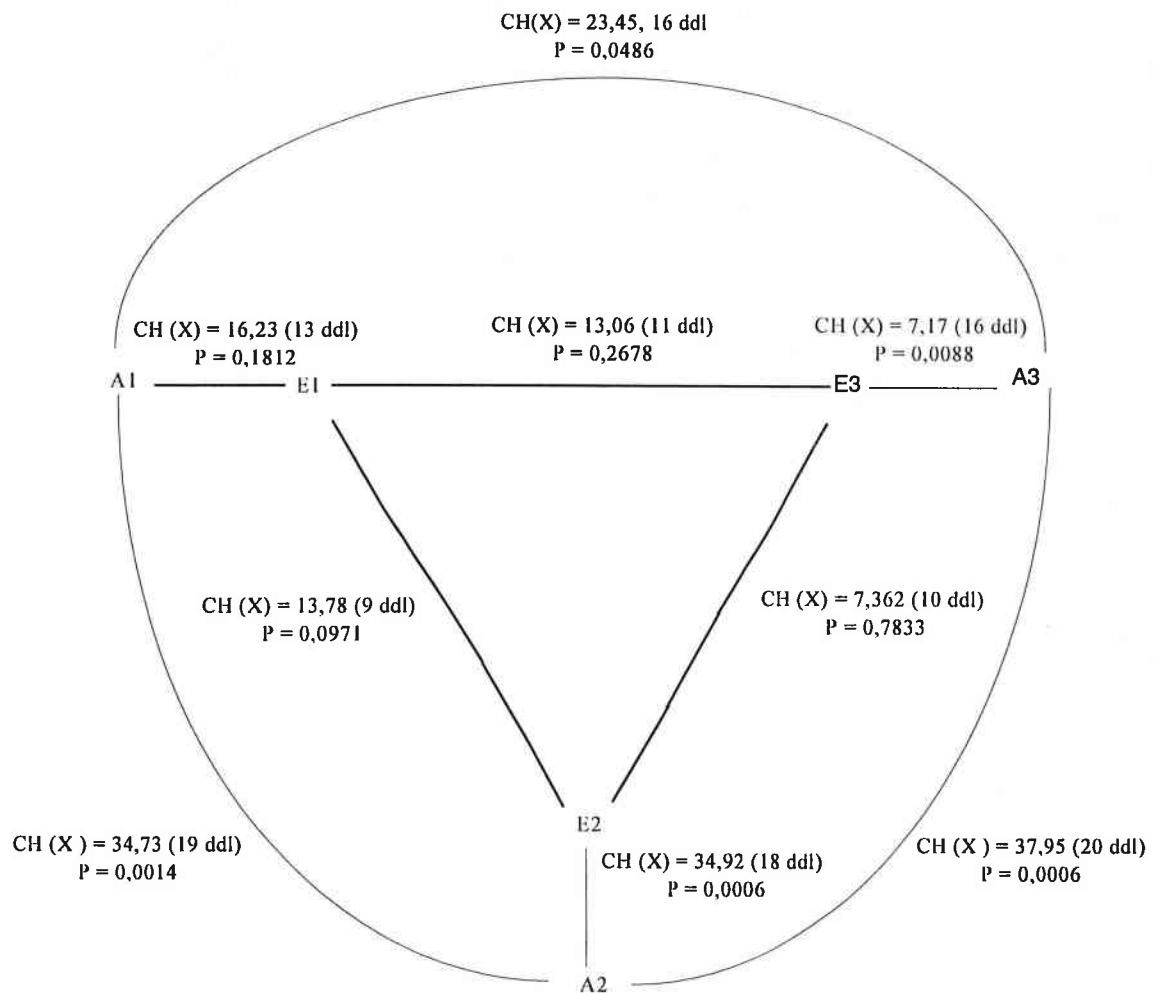 CH(X) = 23,45, 16 ddl
P = 0,0486
CH (X) = 16,23 (13 ddl)
P = 0,1812
CH (X) = 13,06 (11 ddl)
P = 0,2678
CH (X) = 7,17 (16 ddl)
P = 0,0088
A1
E1
E3
A3
CH (X) = 13,78 (9 ddl)
P = 0,0971
CH (X) = 7,362 (10 ddl)
P = 0,7833
E2
CH (X ) = 34,73 (19 ddl)
P = 0,0014
CH (X) = 34,92 (18 ddl)
P = 0,0006
CH (X ) = 37,95 (20 ddl)
P = 0,0006
A2